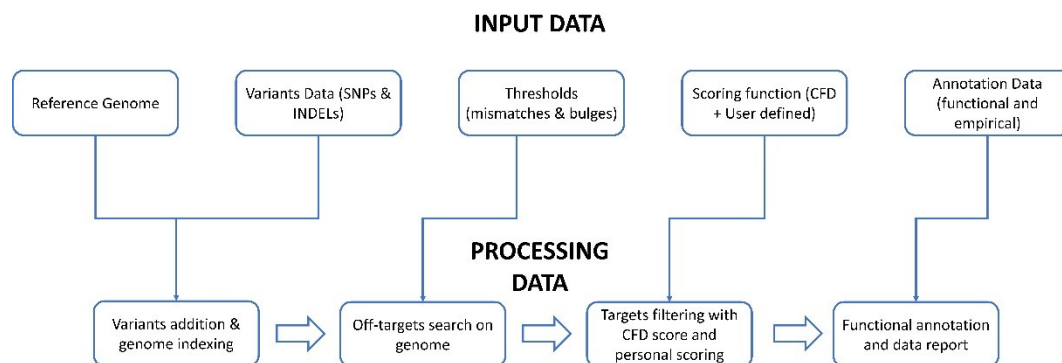 INPUT DATA
Reference Genome
Variants Data (SNPs &
INDELs)
Thresholds
(mismatches & bulges)
Scoring function (CFD
+ User defined)
Annotation Data
(functional and
empirical)
PROCESSING
DATA
Variants addition &
genome indexing
Off-targets search on
genome
Targets filtering with
CFD score and
personal scoring
Functional annotation
and data report